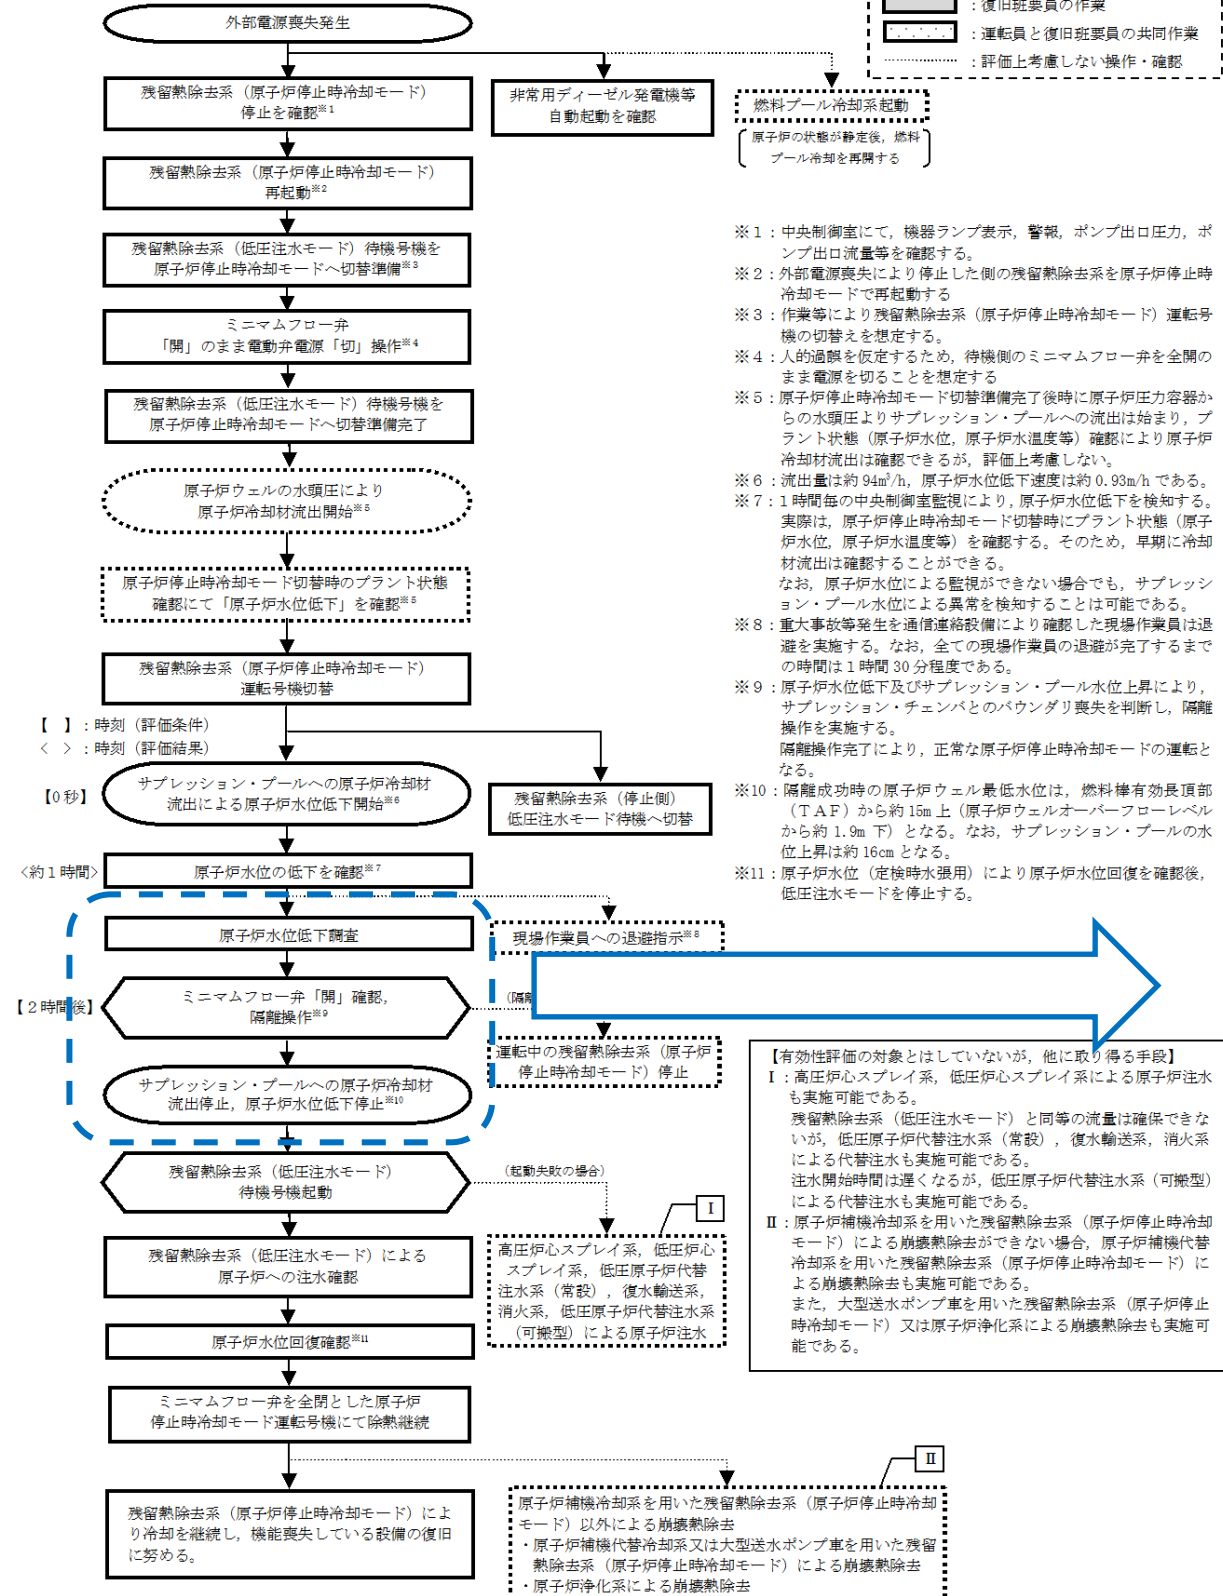 ：復旧班要員の作業
：運転員と復旧班要員の共同作業
：評価上考慮しない操作・確認
外部電源喪失発生
残留熱除去系（原子炉停止時冷却モード）
停止を確認※1
非常用ディーゼル発電機等
自動起動を確認
燃料プール冷却系起動
原子炉の状態が静定後，燃料
プール冷却を再開する
残留熱除去系（原子炉停止時冷却モード）
再起動※2
残留熱除去系（低圧注水モード）待機号機を
原子炉停止時冷却モードへ切替準備※3
ミニマムフロー弁
「開」のまま電動弁電源「切」操作※4
残留熱除去系（低圧注水モード）待機号機を
原子炉停止時冷却モードへ切替準備完了
原子炉ウェルの水頭圧により
原子炉冷却材流出開始※5
原子炉停止時冷却モード切替時のプラント状態
確認にて「原子炉水位低下」を確認※5
残留熱除去系（原子炉停止時冷却モード）
運転号機切替
【　】：時刻（評価条件）
＜　＞：時刻（評価結果）
【0秒】
サプレッション・プールへの原子炉冷却材
流出による原子炉水位低下開始※6
残留熱除去系（停止側）
低圧注水モード待機へ切替
＜約１時間＞
原子炉水位の低下を確認※7
原子炉水位低下調査
現場作業員への退避指示※8
【２時間後】
ミニマムフロー弁「開」確認，
隔離操作※9
（隔離
運転中の残留熱除去系（原子炉
停止時冷却モード）停止
サプレッション・プールへの原子炉冷却材
流出停止，原子炉水位低下停止※10
残留熱除去系（低圧注水モード）
待機号機起動
（起動失敗の場合）
Ⅰ
残留熱除去系（低圧注水モード）による
原子炉への注水確認
高圧炉心スプレイ系，低圧炉心
スプレイ系，低圧原子炉代替
注水系（常設），復水輸送系，
消火系，低圧原子炉代替注水系
（可搬型）による原子炉注水
原子炉水位回復確認※11
ミニマムフロー弁を全閉とした原子炉
停止時冷却モード運転号機にて除熱継続
Ⅱ
残留熱除去系（原子炉停止時冷却モード）によ
り冷却を継続し，機能喪失している設備の復旧
に努める。
原子炉補機冷却系を用いた残留熱除去系（原子炉停止時冷却
モード）以外による崩壊熱除去
・原子炉補機代替冷却系又は大型送水ポンプ車を用いた残留
熱除去系（原子炉停止時冷却モード）による崩壊熱除去
・原子炉浄化系による崩壊熱除去
※１：中央制御室にて，機器ランプ表示，警報，ポンプ出口圧力，ポ
ンプ出口流量等を確認する。
※２：外部電源喪失により停止した側の残留熱除去系を原子炉停止時
冷却モードで再起動する
※３：作業等により残留熱除去系（原子炉停止時冷却モード）運転号
機の切替えを想定する。
※４：人的過誤を仮定するため，待機側のミニマムフロー弁を全開の
まま電源を切ることを想定する
※５：原子炉停止時冷却モード切替準備完了後時に原子炉圧力容器か
らの水頭圧よりサプレッション・プールへの流出は始まり，プ
ラント状態（原子炉水位，原子炉水温度等）確認により原子炉
冷却材流出は確認できるが，評価上考慮しない。
※６：流出量は約 94m³/h，原子炉水位低下速度は約 0.93m/h である。
※７：１時間毎の中央制御室監視により，原子炉水位低下を検知する。
実際は，原子炉停止時冷却モード切替時にプラント状態（原子
炉水位，原子炉水温度等）を確認する。そのため，早期に冷却
材流出は確認することができる。
なお，原子炉水位による監視ができない場合でも，サプレッシ
ョン・プール水位による異常を検知することは可能である。
※８：重大事故等発生を通信連絡設備により確認した現場作業員は退
避を実施する。なお，全ての現場作業員の退避が完了するまで
の時間は１時間 30 分程度である。
※９：原子炉水位低下及びサプレッション・プール水位上昇により，
サプレッション・チェンバとのバウンダリ喪失を判断し，隔離
操作を実施する。
隔離操作完了により，正常な原子炉停止時冷却モードの運転と
なる。
※10：隔離成功時の原子炉ウェル最低水位は，燃料棒有効長頂部
（ＴＡＦ）から約 15m 上（原子炉ウェルオーバーフローレベル
から約 1.9m 下）となる。なお，サプレッション・プールの水
位上昇は約 16cm となる。
※11：原子炉水位（定検時水張用）により原子炉水位回復を確認後，
低圧注水モードを停止する。
【有効性評価の対象とはしていないが，他に取り得る手段】
Ⅰ：高圧炉心スプレイ系，低圧炉心スプレイ系による原子炉注水
も実施可能である。
残留熱除去系（低圧注水モード）と同等の流量は確保できな
いが，低圧原子炉代替注水系（常設），復水輸送系，消火系
による代替注水も実施可能である。
注水開始時間は遅くなるが，低圧原子炉代替注水系（可搬型）
による代替注水も実施可能である。
Ⅱ：原子炉補機冷却系を用いた残留熱除去系（原子炉停止時冷却
モード）による崩壊熱除去ができない場合，原子炉補機代替
冷却系を用いた残留熱除去系（原子炉停止時冷却モード）に
よる崩壊熱除去も実施可能である。
また，大型送水ポンプ車を用いた残留熱除去系（原子炉停止
時冷却モード）又は原子炉浄化系による崩壊熱除去も実施可
能である。